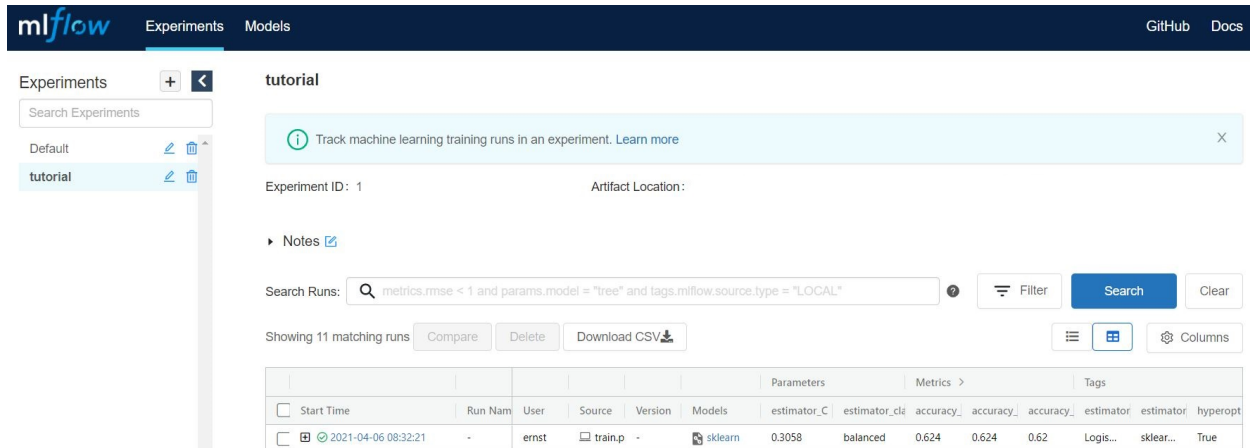 mlflow Experiments Models GitHub Docs
Experiments
Search Experiments
Default
tutorial
tutorial
Track machine learning training runs in an experiment. Learn more
Experiment ID: 1 Artifact Location:
Notes
Search Runs: metrics.rmse < 1 and params.model = "tree" and tags.mlflow.source.type = "LOCAL" Filter Search Clear
Showing 11 matching runs Compare Delete Download CSV Columns
Parameters Metrics > Tags
Start Time Run Nam User Source Version Models estimator_C estimator_cla accuracy_ accuracy_ accuracy_ estimator estimator hyperopt
2021-04-06 08:32:21 - ernst train.p - sklearn 0.3058 balanced 0.624 0.624 0.62 Logis... sklear... True